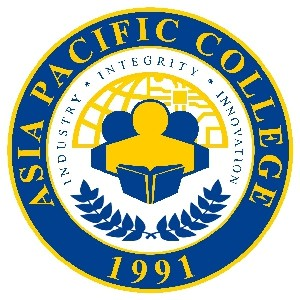 ASIA PACIFIC COLLEGE
INDUSTRY * INTEGRITY * INNOVATION
1991